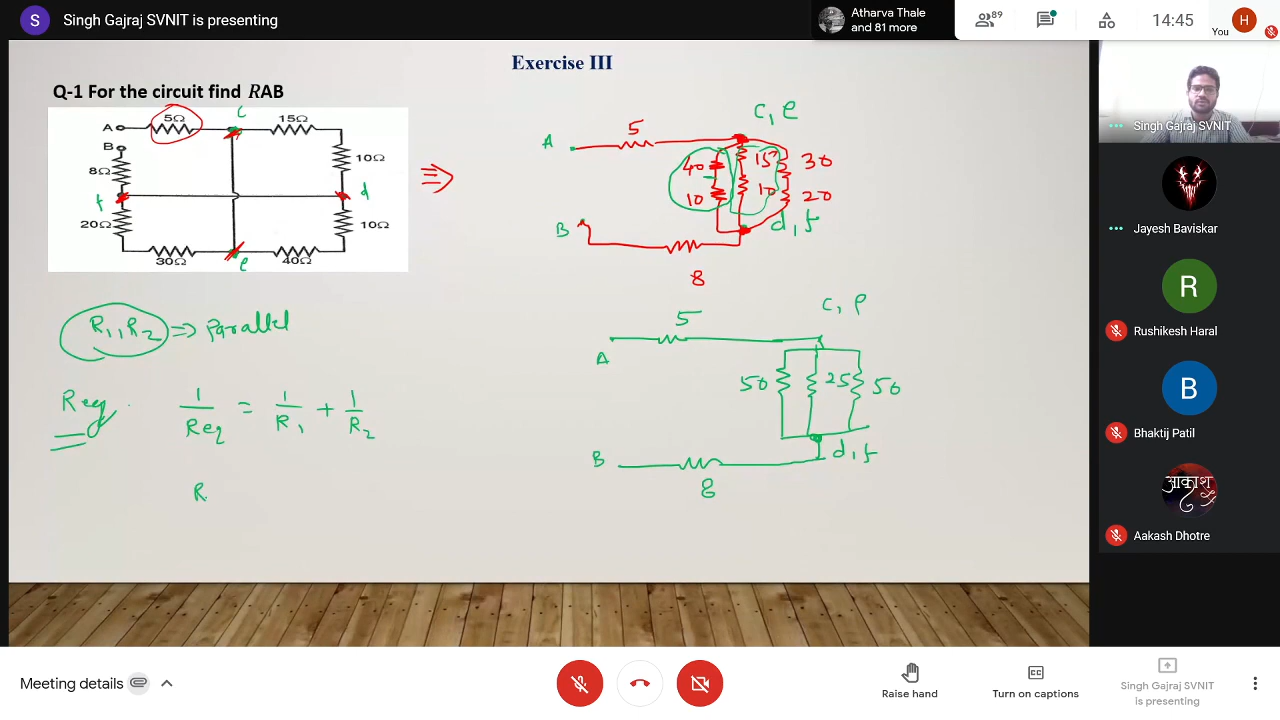 S Singh Gajraj SVNIT is presenting
Atharva Thale
and 81 more
89
14:45
You
H
Exercise III
Q-1 For the circuit find RAB
A
5Ω
c
15Ω
B
8Ω
10Ω
f
d
20Ω
10Ω
30Ω
e
40Ω
⇒
A
5
c, e
40
15
30
10
10
20
B
d, f
8
R₁, R₂ ⇒ parallel
Req. 1/Req = 1/R₁ + 1/R₂
R
A
5
c, e
50
25
50
B
d, f
8
Singh Gajraj SVNIT
Jayesh Baviskar
R
Rushikesh Haral
B
Bhaktij Patil
आकाश
Aakash Dhotre
Meeting details
Raise hand
CC
Turn on captions
Singh Gajraj SVNIT
is presenting